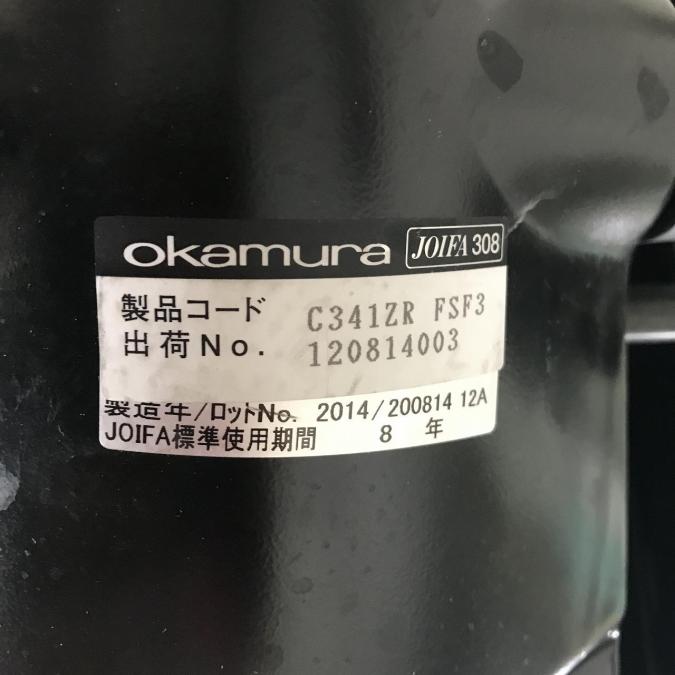 okamura JOIFA 308
製品コード C341ZR FSF3
出荷No. 120814003
製造年/ロットNo. 2014/200814 12A
JOIFA標準使用期間 8 年